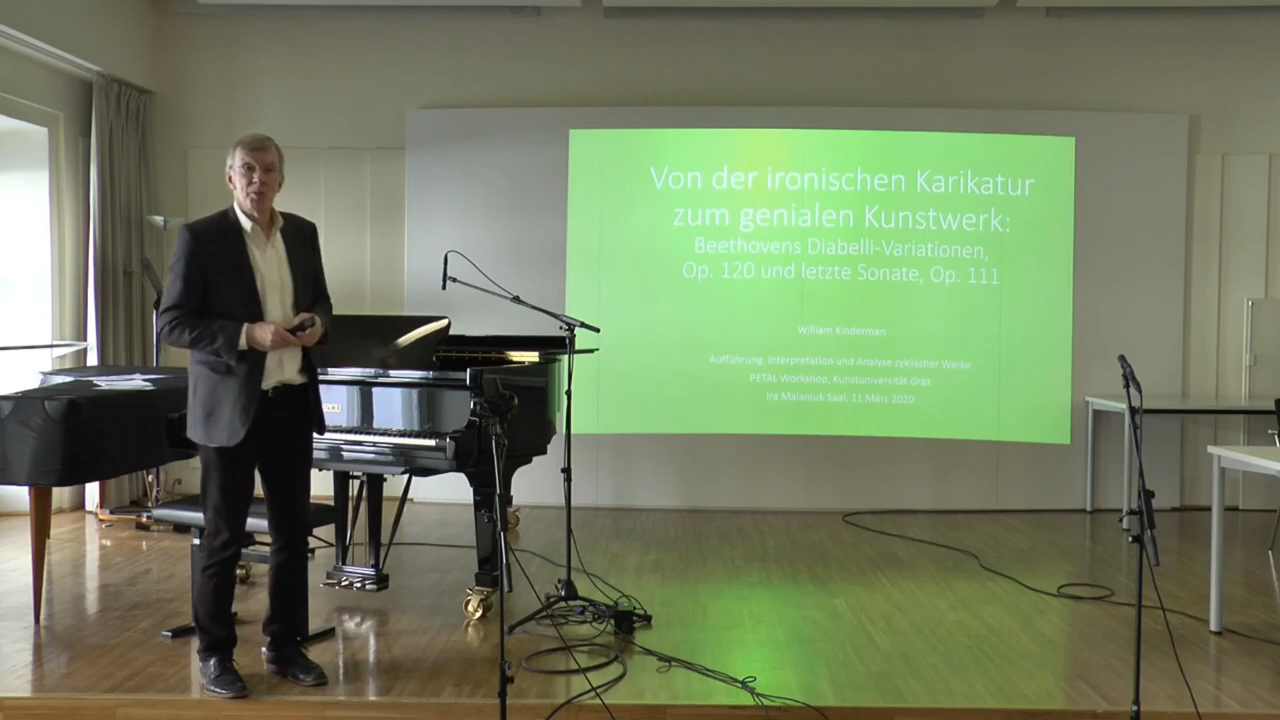 Von der ironischen Karikatur
zum genialen Kunstwerk:
Beethovens Diabelli-Variationen,
Op. 120 und letzte Sonate, Op. 111
William Kinderman
Aufführung, Interpretation und Analyse zyklischer Werke
PETAL Workshop, Kunstuniversität Graz
Ira Malaniuk Saal, 11 März 2020